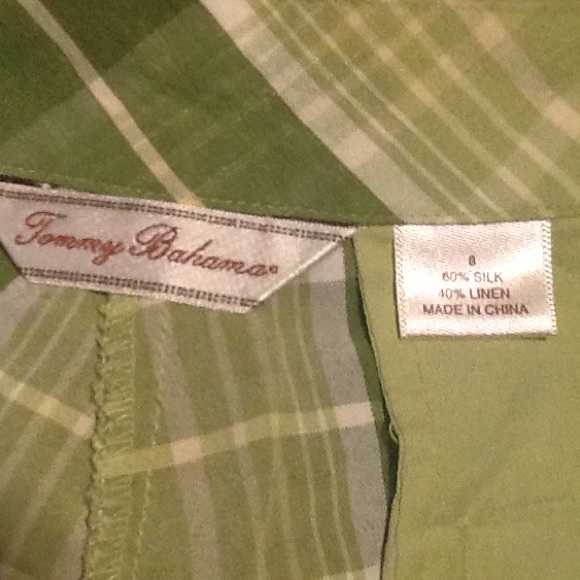 Tommy Bahama®
8
60% SILK
40% LINEN
MADE IN CHINA